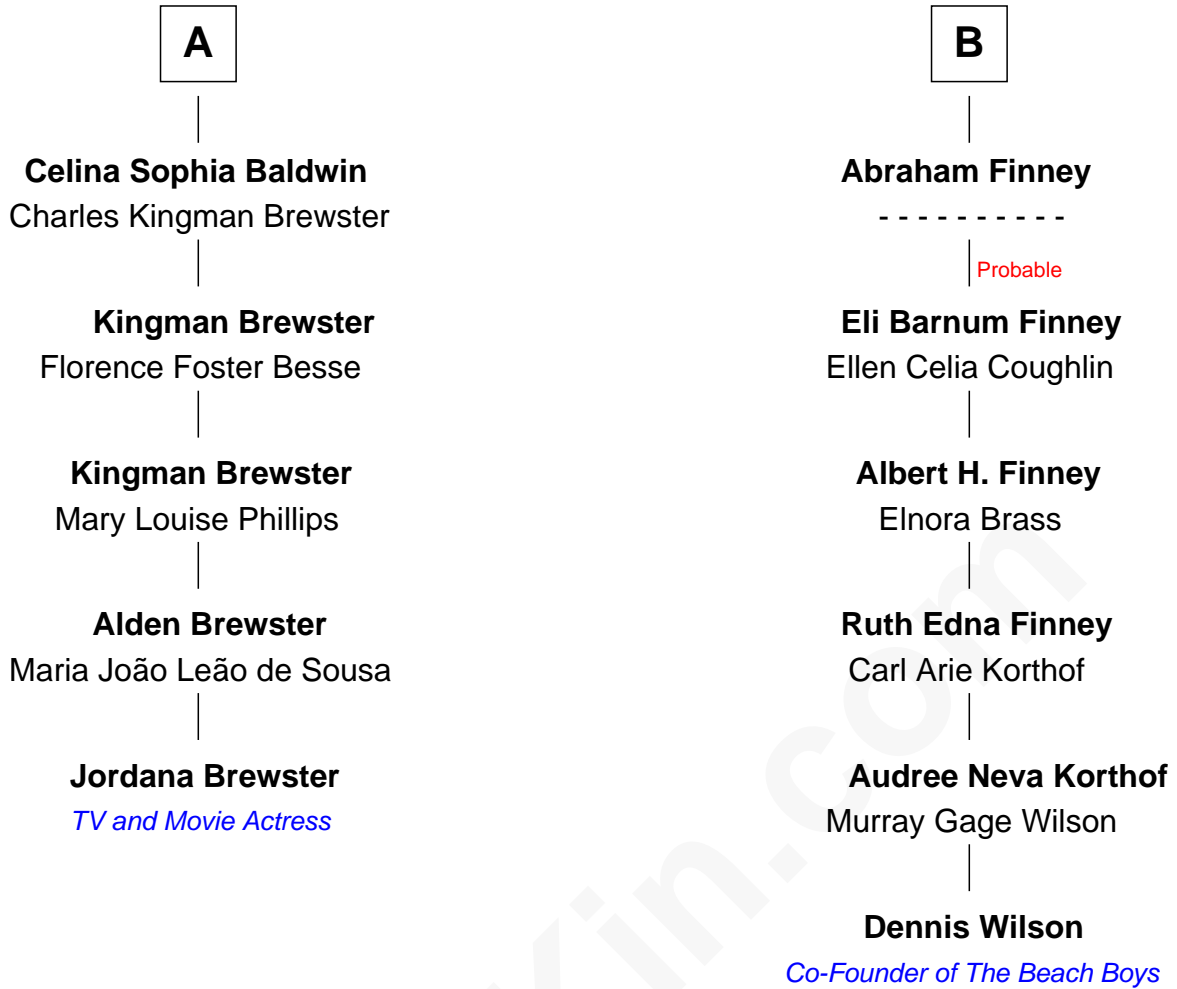 A
Celina Sophia Baldwin
Charles Kingman Brewster
Kingman Brewster
Florence Foster Besse
Kingman Brewster
Mary Louise Phillips
Alden Brewster
Maria João Leão de Sousa
Jordana Brewster
TV and Movie Actress
B
Abraham Finney
- - - - - - - - - -
Probable
Eli Barnum Finney
Ellen Celia Coughlin
Albert H. Finney
Elnora Brass
Ruth Edna Finney
Carl Arie Korthof
Audree Neva Korthof
Murray Gage Wilson
Dennis Wilson
Co-Founder of The Beach Boys
Kin.com